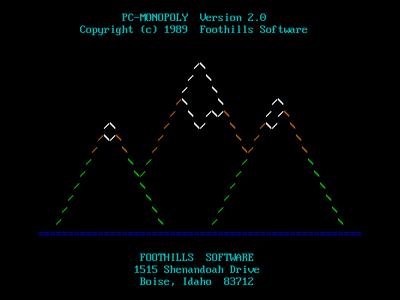 PC-MONOPOLY  Version 2.0
Copyright (c) 1989  Foothills Software
FOOTHILLS  SOFTWARE
1515 Shenandoah Drive
Boise, Idaho  83712